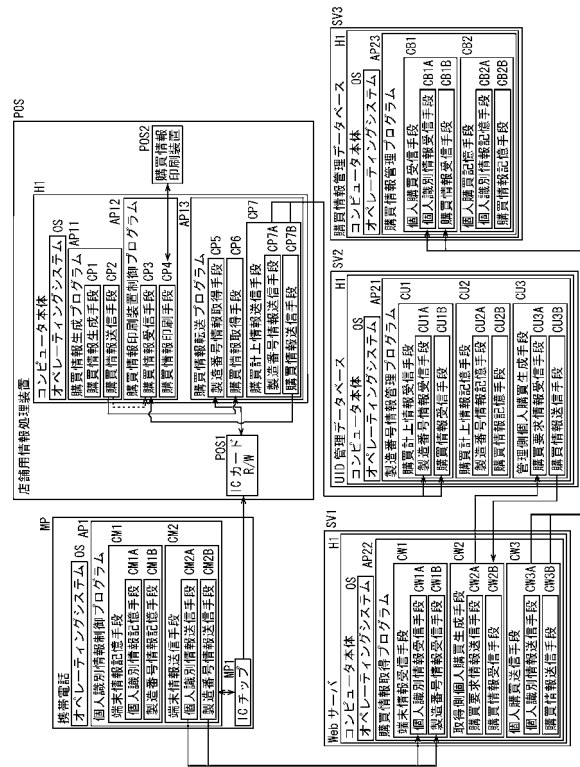 携帯電話
MP
オペレーティングシステム OS
AP1
個人識別情報制御プログラム
端末情報記憶手段 CM1
個人識別情報記憶手段 CM1A
製造番号情報記憶手段 CM1B
端末情報送信手段 CM2
個人識別情報送信手段 CM2A
製造番号情報送信手段 CM2B
MP1
ICチップ
店舗用情報処理装置
POS
コンピュータ本体
H1
オペレーティングシステム OS
購買情報生成プログラム AP11
購買情報生成手段 CP1
購買情報送信手段 CP2
AP12
購買情報印刷装置制御プログラム
購買情報受信手段 CP3
購買情報印刷手段 CP4
AP13
購買情報転送プログラム
製造番号情報取得手段 CP5
購買情報取得手段 CP6
購買計上情報送信手段 CP7
製造番号情報送信手段 CP7A
購買情報送信手段 CP7B
POS1
ICカード
R/W
POS2
購買情報
印刷装置
Webサーバ
SV1
コンピュータ本体
H1
オペレーティングシステム OS
購買情報取得プログラム AP22
端末情報受信手段 CW1
個人識別情報受信手段 CW1A
製造番号情報受信手段 CW1B
取得側個人購買生成手段 CW2
購買要求情報送信手段 CW2A
購買情報受信手段 CW2B
個人購買送信手段 CW3
個人識別情報送信手段 CW3A
購買情報送信手段 CW3B
UID管理データベース
SV2
コンピュータ本体
H1
オペレーティングシステム OS
製造番号情報管理プログラム AP21
購買計上情報受信手段 CU1
製造番号情報受信手段 CU1A
購買情報受信手段 CU1B
購買計上情報記憶手段 CU2
製造番号情報記憶手段 CU2A
購買情報記憶手段 CU2B
管理側個人購買生成手段 CU3
購買要求情報受信手段 CU3A
購買情報送信手段 CU3B
購買情報管理データベース
SV3
コンピュータ本体
H1
オペレーティングシステム OS
購買情報管理プログラム AP23
個人購買受信手段 CB1
個人識別情報受信手段 CB1A
購買情報受信手段 CB1B
個人購買記憶手段 CB2
個人識別情報記憶手段 CB2A
購買情報記憶手段 CB2B